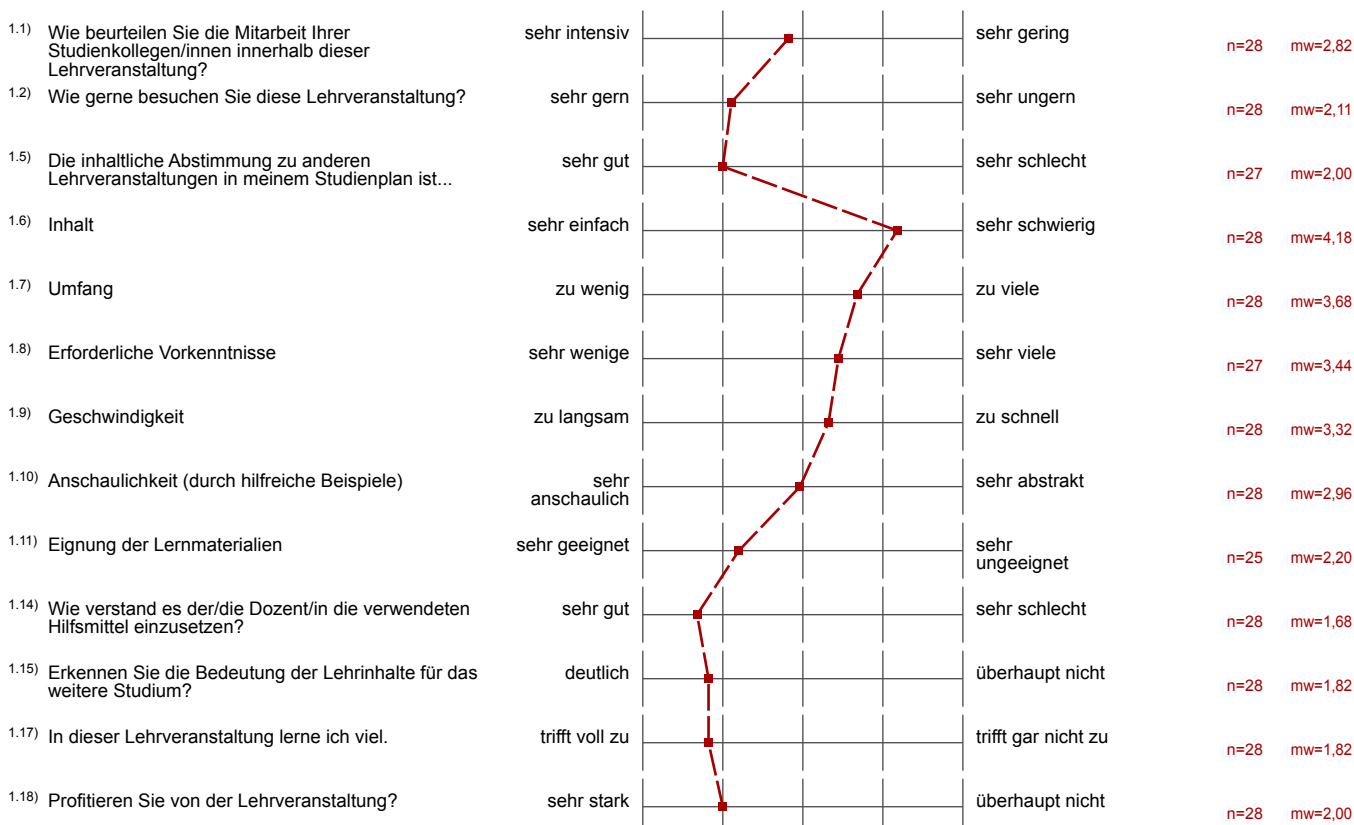 1.1) Wie beurteilen Sie die Mitarbeit Ihrer
Studienkollegen/innen innerhalb dieser
Lehrveranstaltung?
sehr intensiv
sehr gering
n=28 mw=2,82
1.2) Wie gerne besuchen Sie diese Lehrveranstaltung?
sehr gern
sehr ungern
n=28 mw=2,11
1.5) Die inhaltliche Abstimmung zu anderen
Lehrveranstaltungen in meinem Studienplan ist...
sehr gut
sehr schlecht
n=27 mw=2,00
1.6) Inhalt
sehr einfach
sehr schwierig
n=28 mw=4,18
1.7) Umfang
zu wenig
zu viele
n=28 mw=3,68
1.8) Erforderliche Vorkenntnisse
sehr wenige
sehr viele
n=27 mw=3,44
1.9) Geschwindigkeit
zu langsam
zu schnell
n=28 mw=3,32
1.10) Anschaulichkeit (durch hilfreiche Beispiele)
sehr
anschaulich
sehr abstrakt
n=28 mw=2,96
1.11) Eignung der Lernmaterialien
sehr geeignet
sehr
ungeeignet
n=25 mw=2,20
1.14) Wie verstand es der/die Dozent/in die verwendeten
Hilfsmittel einzusetzen?
sehr gut
sehr schlecht
n=28 mw=1,68
1.15) Erkennen Sie die Bedeutung der Lehrinhalte für das
weitere Studium?
deutlich
überhaupt nicht
n=28 mw=1,82
1.17) In dieser Lehrveranstaltung lerne ich viel.
trifft voll zu
trifft gar nicht zu
n=28 mw=1,82
1.18) Profitieren Sie von der Lehrveranstaltung?
sehr stark
überhaupt nicht
n=28 mw=2,00